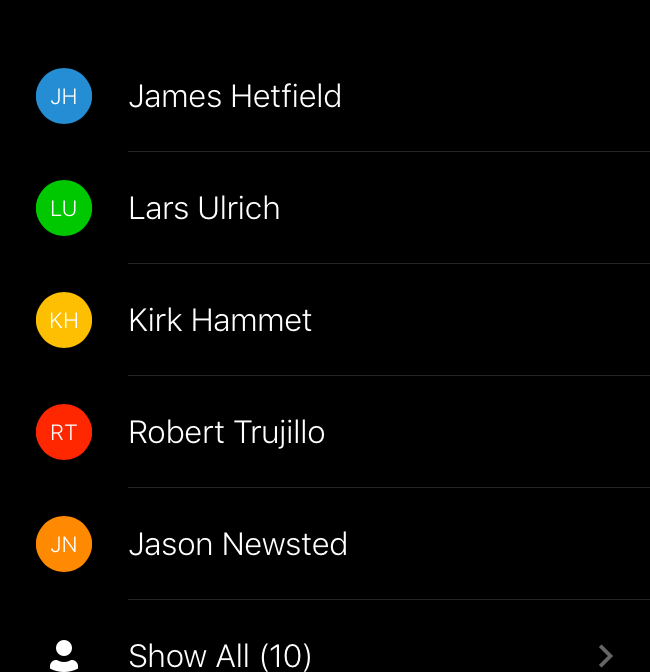 JH James Hetfield
LU Lars Ulrich
KH Kirk Hammet
RT Robert Trujillo
JN Jason Newsted
Show All (10)